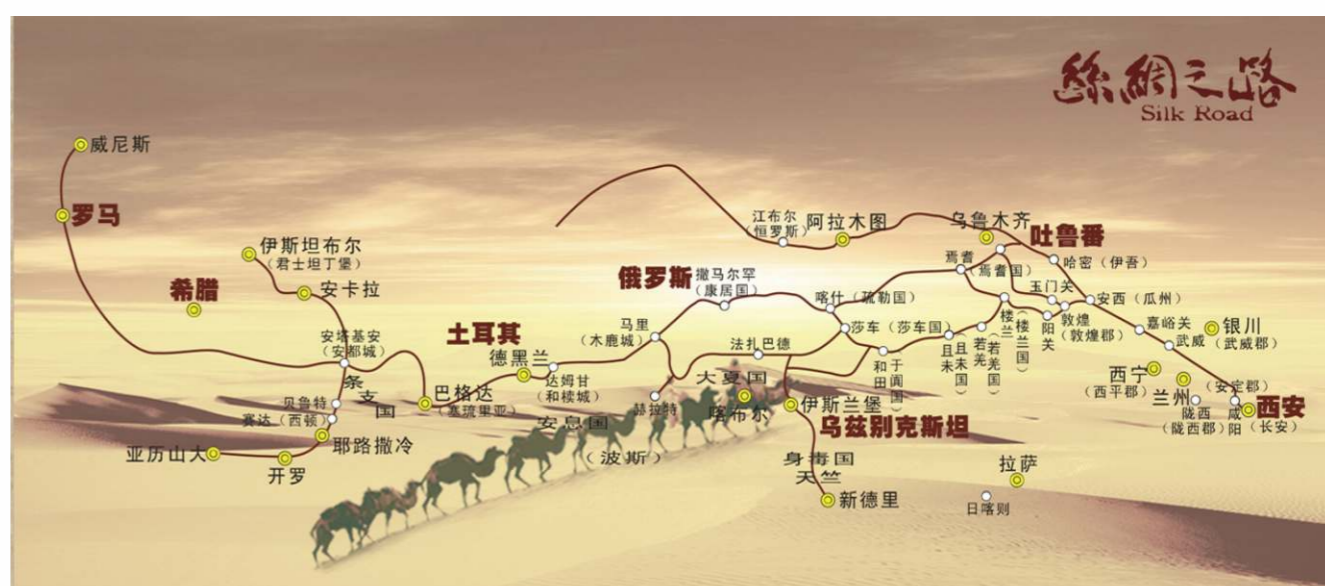 絲綢之路
Silk Road
威尼斯
罗马
希腊
伊斯坦布尔
（君士坦丁堡）
安卡拉
安塔基安
（安都城）
条支国
贝鲁特
赛达（西顿）
耶路撒冷
开罗
亚历山大
土耳其
巴格达
（塞琉里亚）
德黑兰
达姆甘
（和椟城）
安息国
（波斯）
俄罗斯
撒马尔罕
（康居国）
马里
（木鹿城）
赫拉特
法扎巴德
大夏国
喀布尔
伊斯兰堡
乌兹别克斯坦
身毒国
天竺
新德里
江布尔
（恒罗斯）
阿拉木图
乌鲁木齐
吐鲁番
焉耆
（焉耆国）
哈密（伊吾）
喀什（疏勒国）
莎车（莎车国）
和田
（于阗国）
且末
（且末国）
若羌
（若羌国）
楼兰
（楼兰国）
玉门关
阳关
敦煌
（敦煌郡）
安西（瓜州）
嘉峪关
武威
银川
（武威郡）
西宁
（西平郡）
兰州
（安定郡）
陇西
（陇西郡）
咸阳
西安
（长安）
拉萨
日喀则